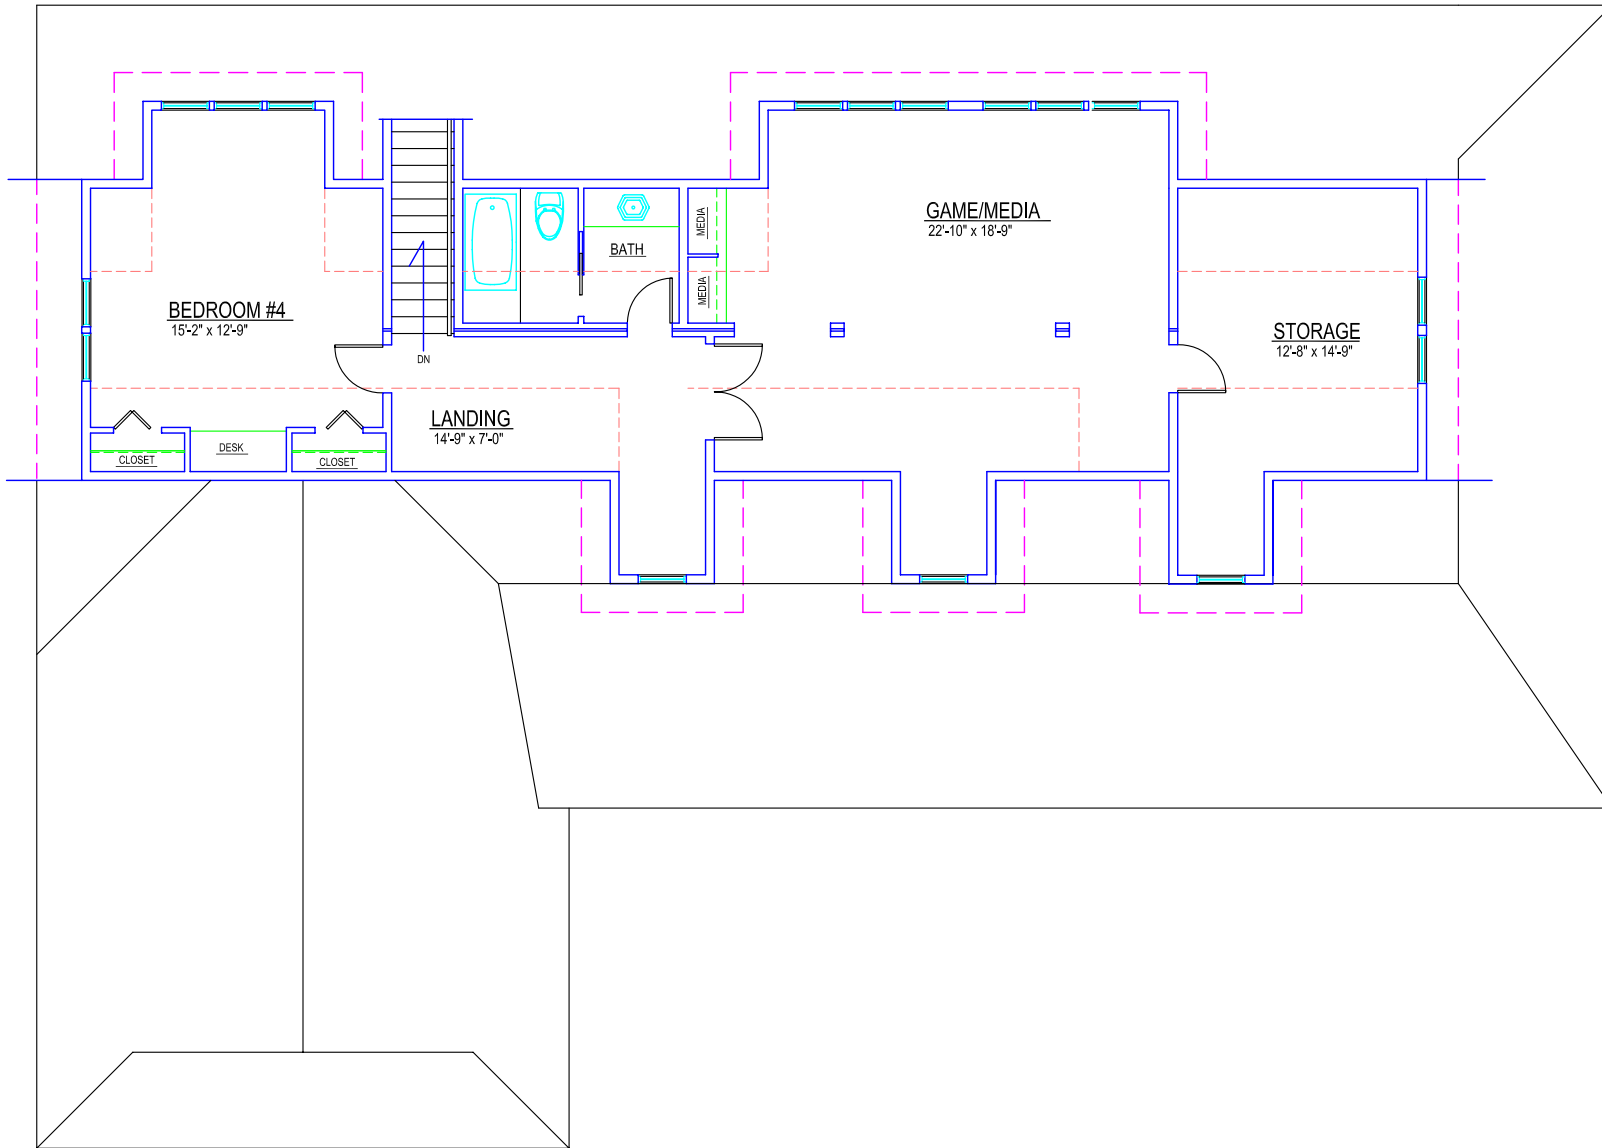 GAME/MEDIA
22'-10" x 18'-9"
MEDIA
BATH
MEDIA
BEDROOM #4
15'-2" x 12'-9"
STORAGE
12'-8" x 14'-9"
DN
LANDING
14'-9" x 7'-0"
DESK
CLOSET
CLOSET